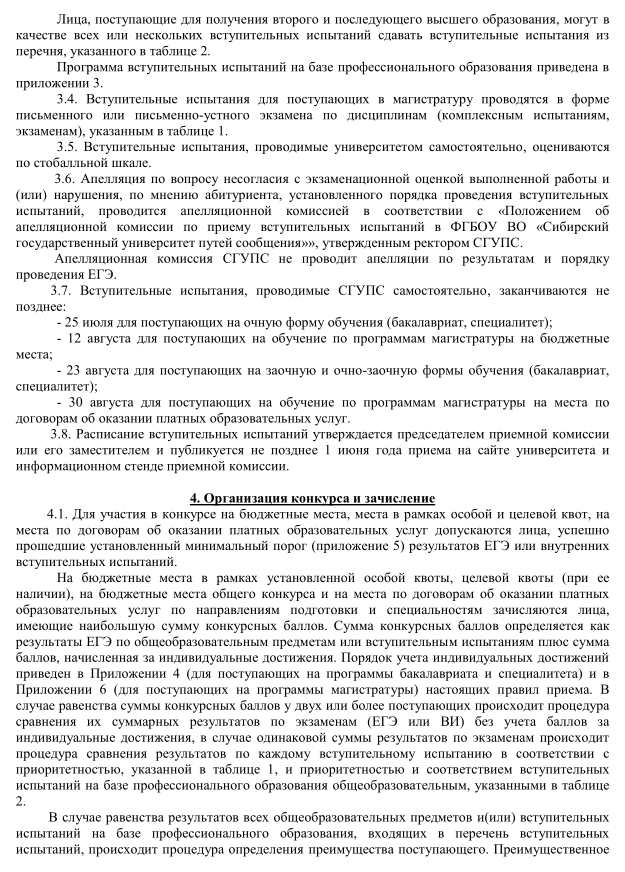 Лица, поступающие для получения второго и последующего высшего образования, могут в
качестве всех или нескольких вступительных испытаний сдавать вступительные испытания из
перечня, указанного в таблице 2.
Программа вступительных испытаний на базе профессионального образования приведена в
приложении 3.
3.4. Вступительные испытания для поступающих в магистратуру проводятся в форме
письменного или письменно-устного экзамена по дисциплинам (комплексным испытаниям,
экзаменам), указанным в таблице 1.
3.5. Вступительные испытания, проводимые университетом самостоятельно, оцениваются
по стобалльной шкале.
3.6. Апелляция по вопросу несогласия с экзаменационной оценкой выполненной работы и
(или) нарушения, по мнению абитуриента, установленного порядка проведения вступительных
испытаний, проводится апелляционной комиссией в соответствии с «Положением об
апелляционной комиссии по приему вступительных испытаний в ФГБОУ ВО «Сибирский
государственный университет путей сообщения»», утвержденным ректором СГУПС.
Апелляционная комиссия СГУПС не проводит апелляции по результатам и порядку
проведения ЕГЭ.
3.7. Вступительные испытания, проводимые СГУПС самостоятельно, заканчиваются не
позднее:
- 25 июля для поступающих на очную форму обучения (бакалавриат, специалитет);
- 12 августа для поступающих на обучение по программам магистратуры на бюджетные
места;
- 23 августа для поступающих на заочную и очно-заочную формы обучения (бакалавриат,
специалитет);
- 30 августа для поступающих на обучение по программам магистратуры на места по
договорам об оказании платных образовательных услуг.
3.8. Расписание вступительных испытаний утверждается председателем приемной комиссии
или его заместителем и публикуется не позднее 1 июня года приема на сайте университета и
информационном стенде приемной комиссии.
4. Организация конкурса и зачисление
4.1. Для участия в конкурсе на бюджетные места, места в рамках особой и целевой квот, на
места по договорам об оказании платных образовательных услуг допускаются лица, успешно
прошедшие установленный минимальный порог (приложение 5) результатов ЕГЭ или внутренних
вступительных испытаний.
На бюджетные места в рамках установленной особой квоты, целевой квоты (при ее
наличии), на бюджетные места общего конкурса и на места по договорам об оказании платных
образовательных услуг по направлениям подготовки и специальностям зачисляются лица,
имеющие наибольшую сумму конкурсных баллов. Сумма конкурсных баллов определяется как
результаты ЕГЭ по общеобразовательным предметам или вступительным испытаниям плюс сумма
баллов, начисленная за индивидуальные достижения. Порядок учета индивидуальных достижений
приведен в Приложении 4 (для поступающих на программы бакалавриата и специалитета) и в
Приложении 6 (для поступающих на программы магистратуры) настоящих правил приема. В
случае равенства суммы конкурсных баллов у двух или более поступающих происходит процедура
сравнения их суммарных результатов по экзаменам (ЕГЭ или ВИ) без учета баллов за
индивидуальные достижения, в случае одинаковой суммы результатов по экзаменам происходит
процедура сравнения результатов по каждому вступительному испытанию в соответствии с
приоритетностью, указанной в таблице 1, и приоритетностью и соответствием вступительных
испытаний на базе профессионального образования общеобразовательным, указанными в таблице
2.
В случае равенства результатов всех общеобразовательных предметов и(или) вступительных
испытаний на базе профессионального образования, входящих в перечень вступительных
испытаний, происходит процедура определения преимущества поступающего. Преимущественное